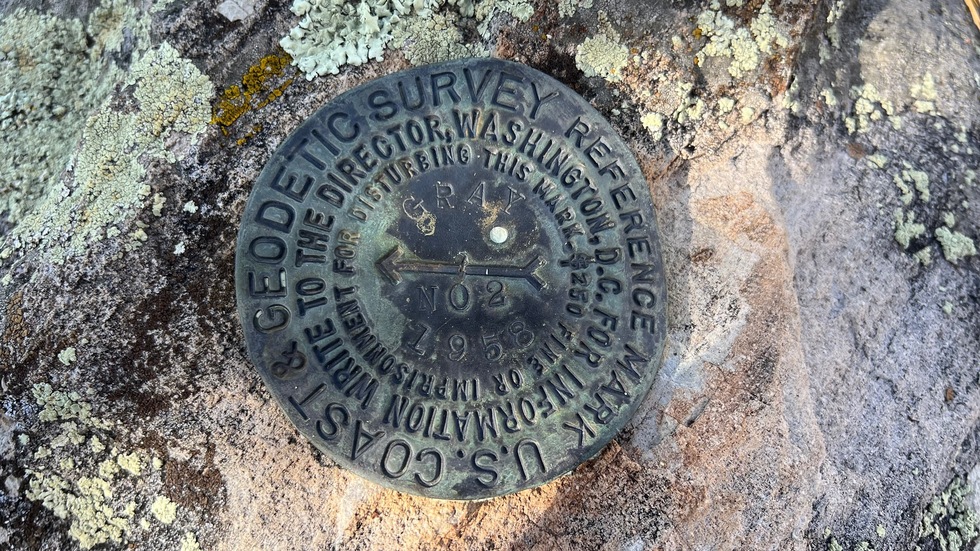 U.S. COAST & GEODETIC SURVEY REFERENCE MARK
WRITE TO THE DIRECTOR, WASHINGTON, D.C. FOR INFORMATION
$250 FINE OR IMPRISONMENT FOR DISTURBING THIS MARK.
GRAY
NO 2
1958